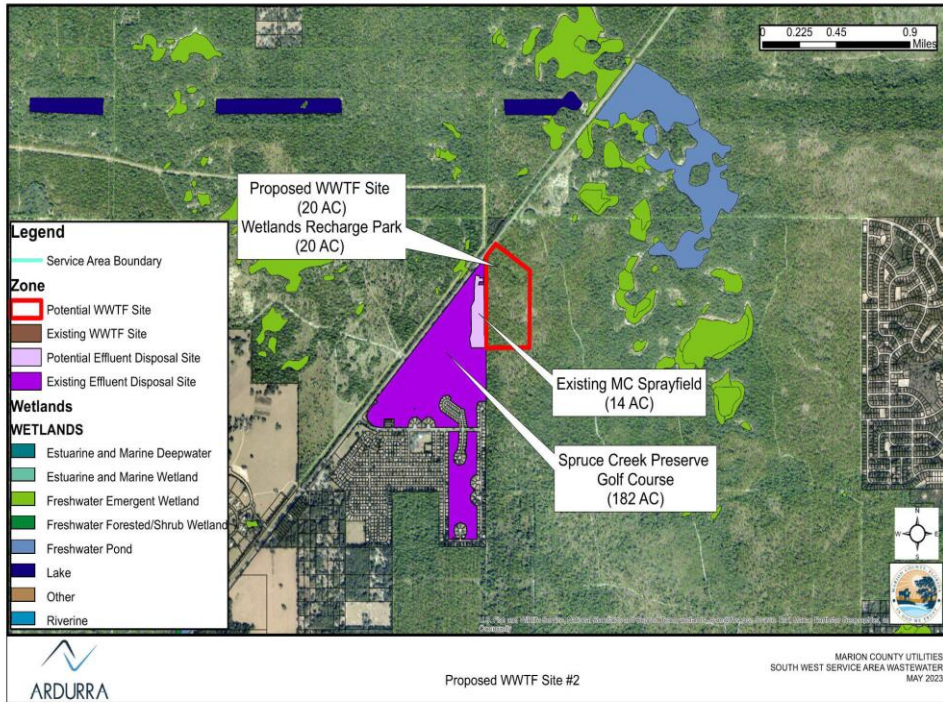 0 0.225 0.45 0.9
Miles
Proposed WWTF Site
(20 AC)
Wetlands Recharge Park
(20 AC)
Legend
Service Area Boundary
Zone
Potential WWTF Site
Existing WWTF Site
Potential Effluent Disposal Site
Existing Effluent Disposal Site
Wetlands
WETLANDS
Estuarine and Marine Deepwater
Estuarine and Marine Wetland
Freshwater Emergent Wetland
Freshwater Forested/Shrub Wetland
Freshwater Pond
Lake
Other
Riverine
Existing MC Sprayfield
(14 AC)
Spruce Creek Preserve
Golf Course
(182 AC)
N
W E
S
ARDURRA
Proposed WWTF Site #2
MARION COUNTY UTILITIES
SOUTH WEST SERVICE AREA WASTEWATER
MAY 2023